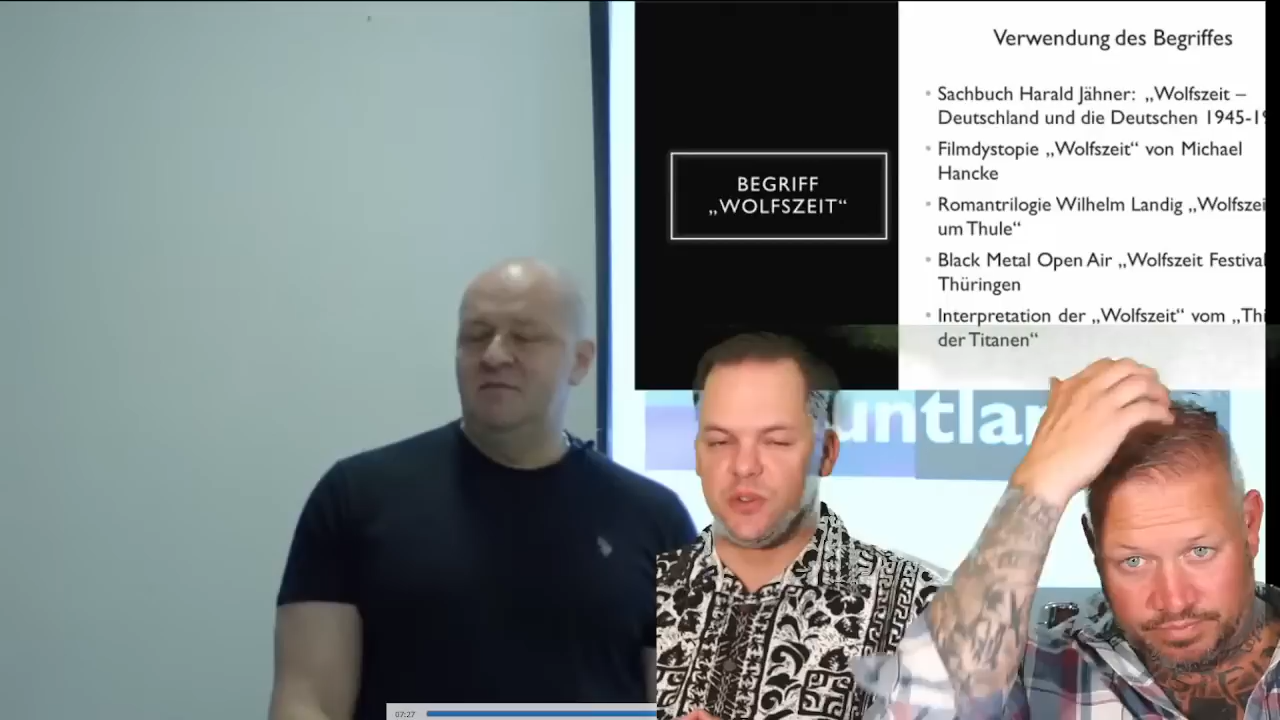 Verwendung des Begriffes
BEGRIFF
„WOLFSZEIT“
Sachbuch Harald Jähner: „Wolfszeit –
Deutschland und die Deutschen 1945-19
Filmdystopie „Wolfszeit“ von Michael
Hancke
Romantrilogie Wilhelm Landig „Wolfszei
um Thule“
Black Metal Open Air „Wolfszeit Festival
Thüringen
Interpretation der „Wolfszeit“ vom „Thi
der Titanen“
untlan
07:27